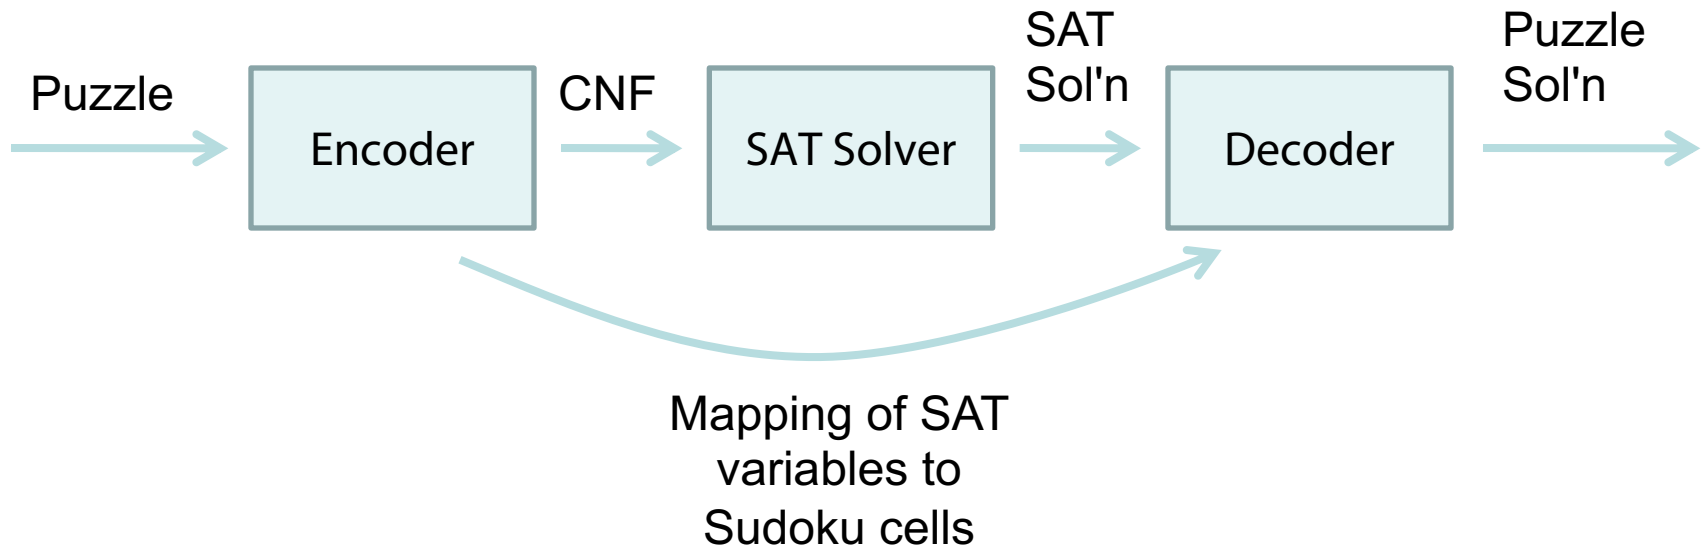 Puzzle
Encoder
CNF
SAT Solver
SAT
Sol'n
Decoder
Puzzle
Sol'n
Mapping of SAT
variables to
Sudoku cells